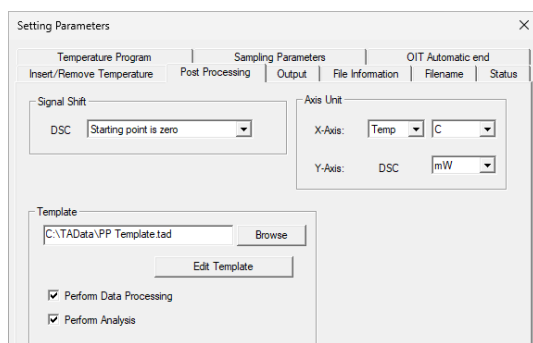 Setting Parameters
Temperature Program
Sampling Parameters
OIT Automatic end
Insert/Remove Temperature
Post Processing
Output
File Information
Filename
Status
Signal Shift
DSC
Starting point is zero
Axis Unit
X-Axis:
Temp
C
Y-Axis:
DSC
mW
Template
C:\TAData\PP Template.tad
Browse
Edit Template
Perform Data Processing
Perform Analysis